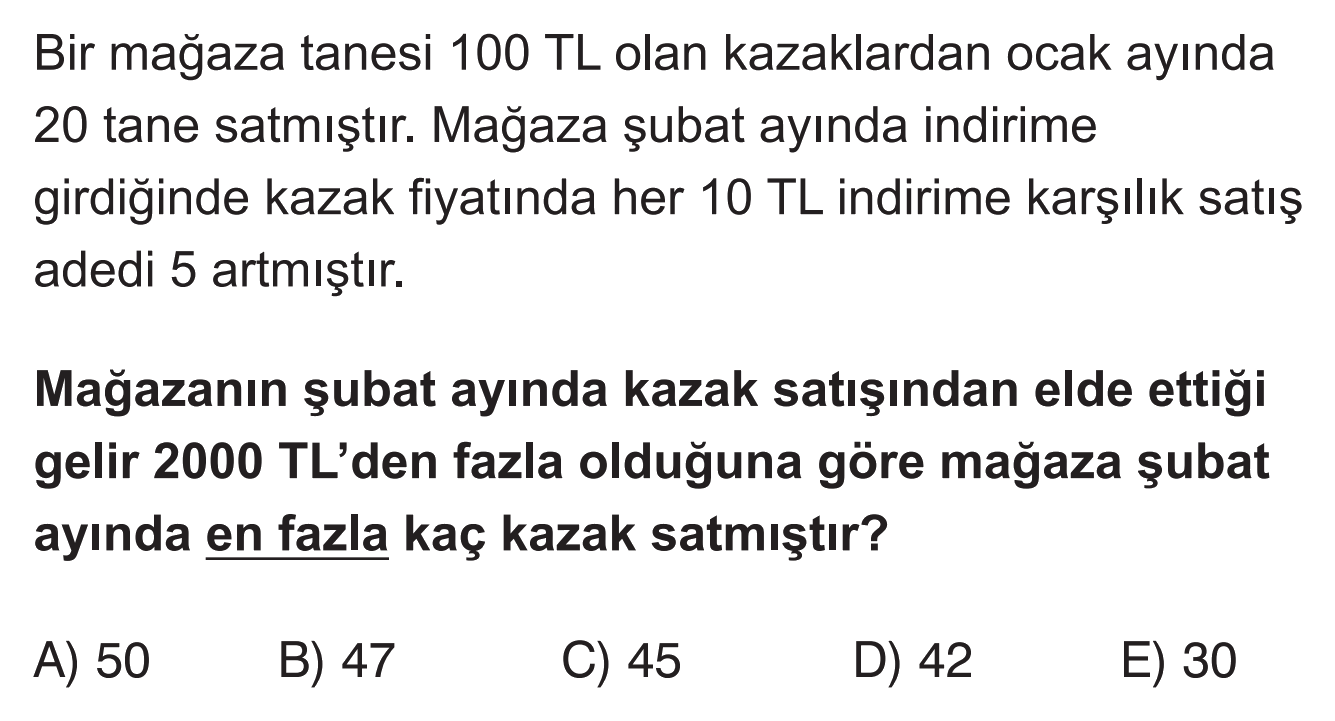 Bir mağaza tanesi 100 TL olan kazaklardan ocak ayında
20 tane satmıştır. Mağaza şubat ayında indirime
girdiğinde kazak fiyatında her 10 TL indirime karşılık satış
adedi 5 artmıştır.
Mağazanın şubat ayında kazak satışından elde ettiği
gelir 2000 TL’den fazla olduğuna göre mağaza şubat
ayında en fazla kaç kazak satmıştır?
A) 50 B) 47 C) 45 D) 42 E) 30